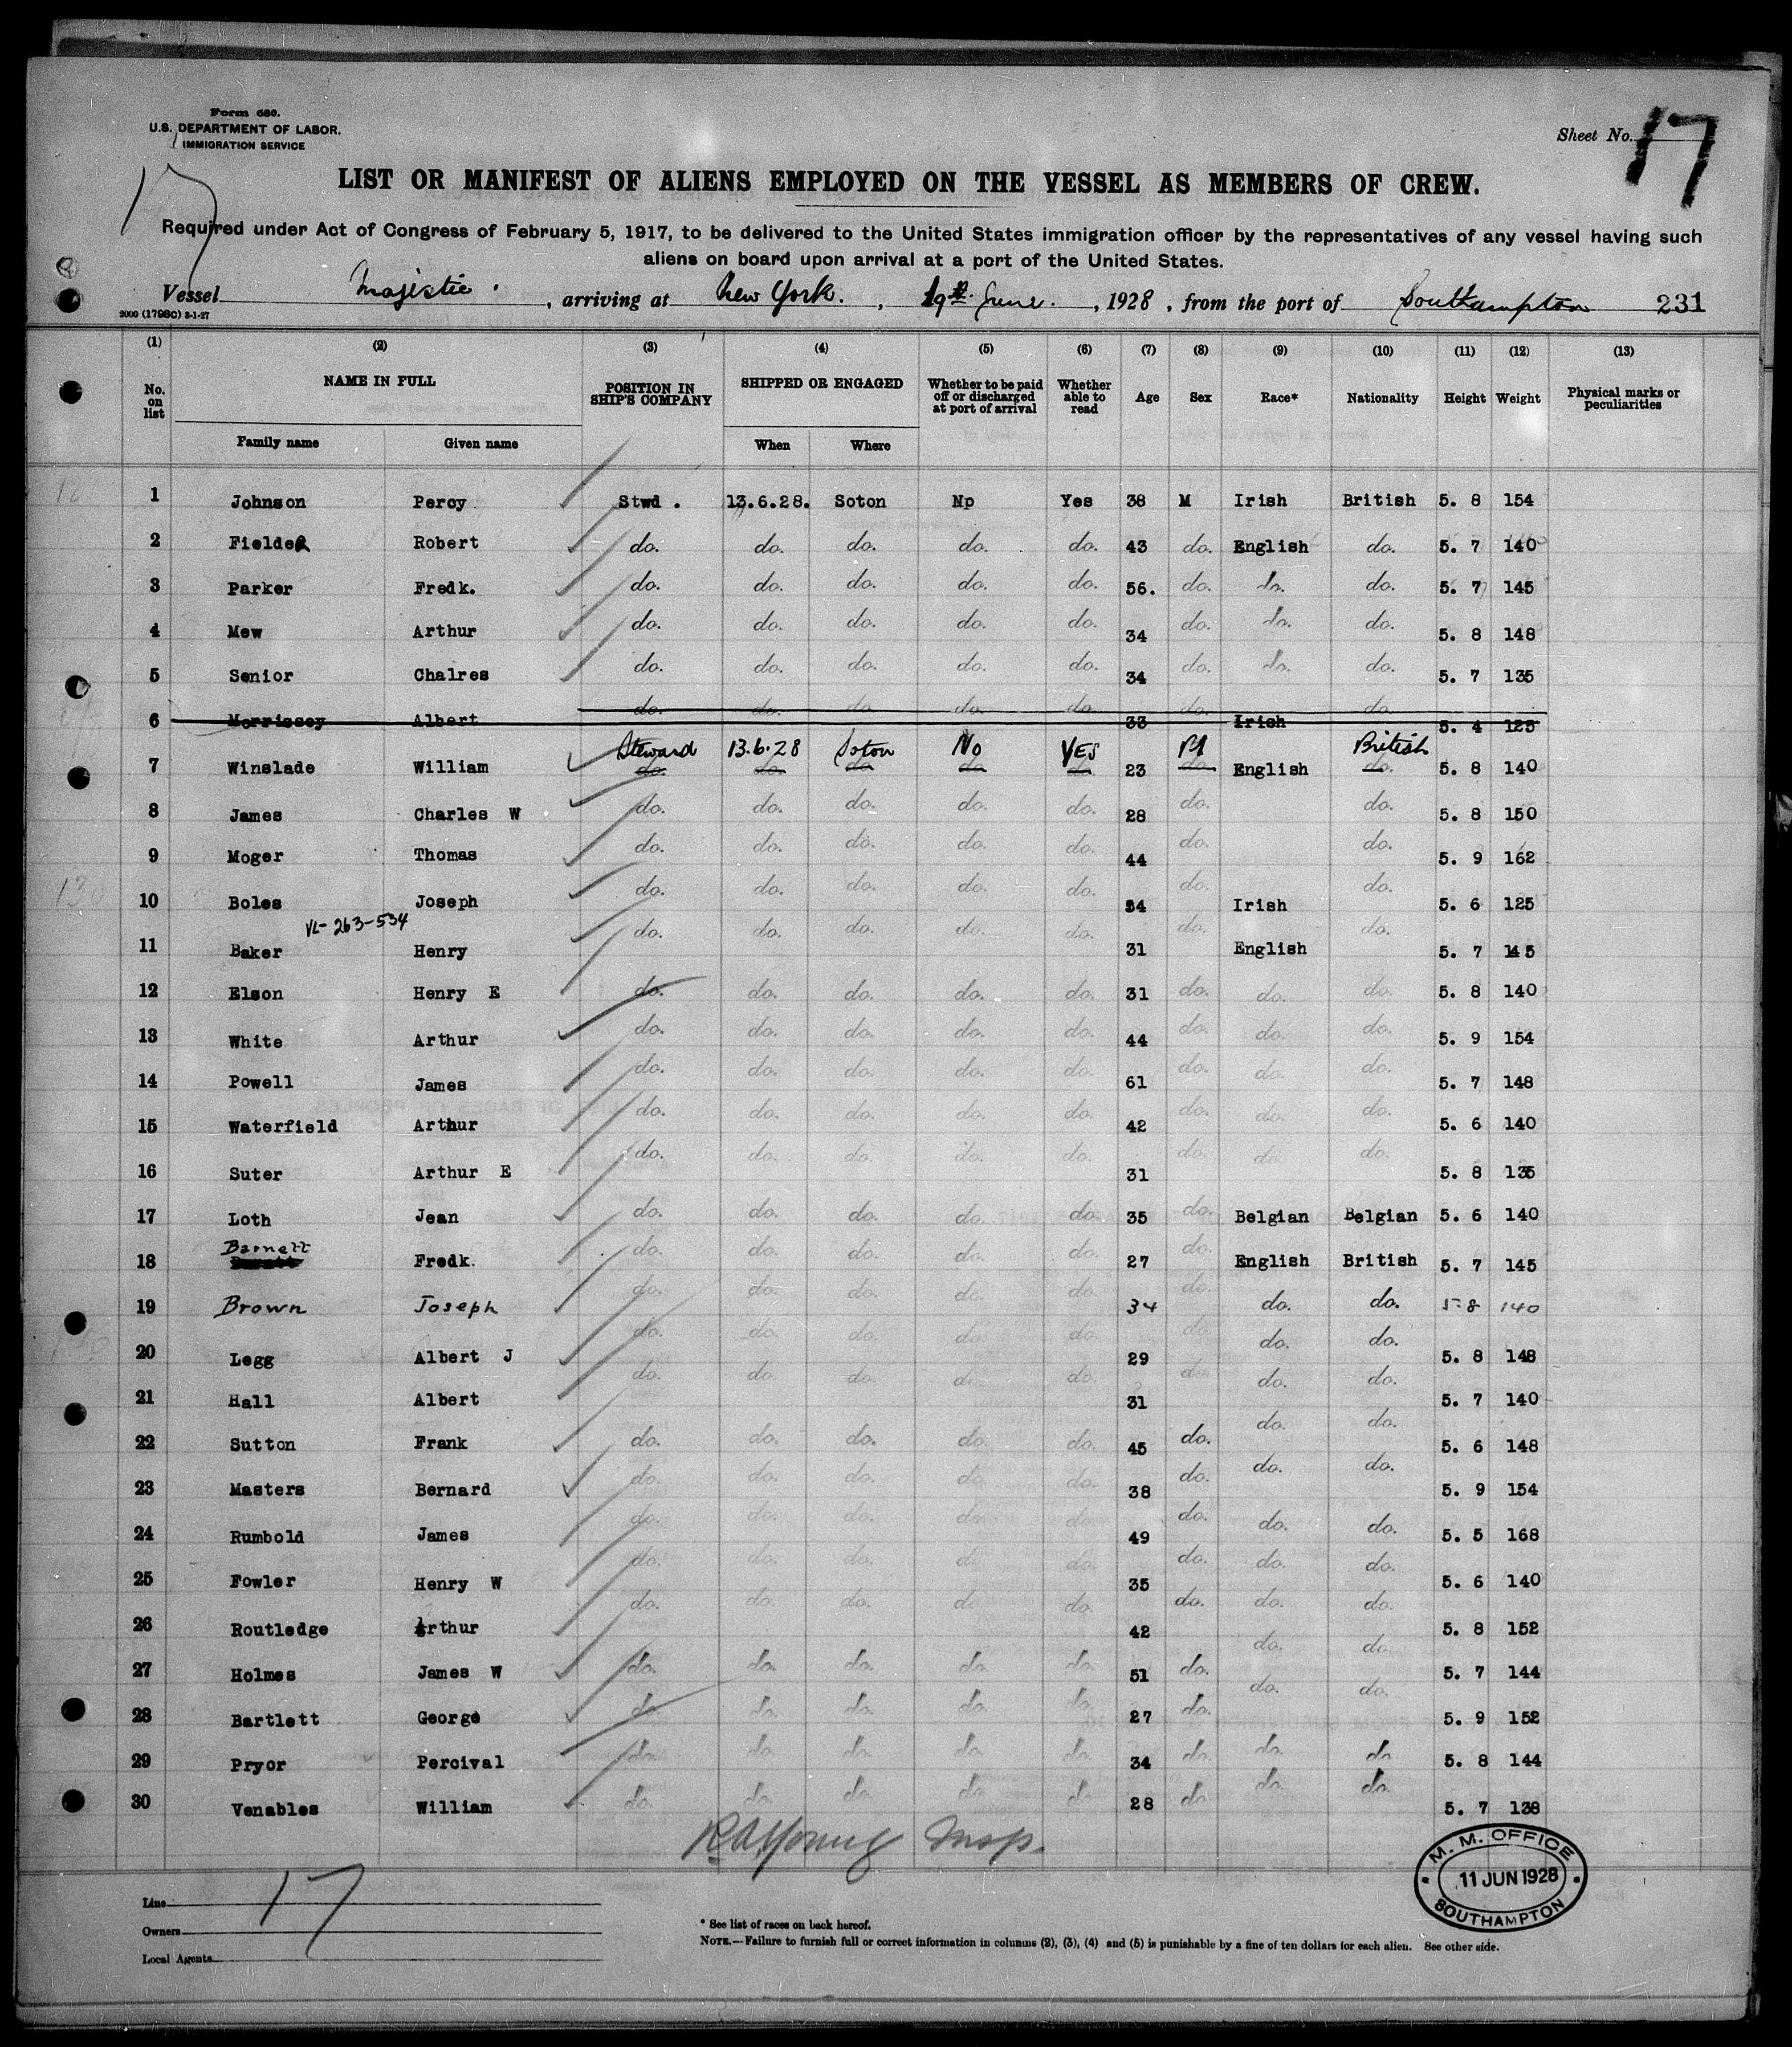 Form 680.
U.S. DEPARTMENT OF LABOR.
IMMIGRATION SERVICE
Sheet No. 17
17
LIST OR MANIFEST OF ALIENS EMPLOYED ON THE VESSEL AS MEMBERS OF CREW.
Required under Act of Congress of February 5, 1917, to be delivered to the United States immigration officer by the representatives of any vessel having such
aliens on board upon arrival at a port of the United States.
Vessel Majestic, arriving at New York., 19th June., 1928, from the port of Southampton 231
2000 (1798c) 3-1-27
(1) (2) (3) (4) (5) (6) (7) (8) (9) (10) (11) (12) (13)
No. on list NAME IN FULL POSITION IN SHIP'S COMPANY SHIPPED OR ENGAGED Whether to be paid off or discharged at port of arrival Whether able to read Age Sex Race* Nationality Height Weight Physical marks or peculiarities
Family name Given name When Where
1 Johnson Percy Stwd. 13.6.28. Soton Np Yes 38 M Irish British 5. 8 154
2 Fielder Robert do. do. do. do. do. 43 do. English do. 5. 7 140
3 Parker Fredk. do. do. do. do. do. 56. do. do. do. 5. 7 145
4 Mew Arthur do. do. do. do. do. 34 do. do. do. 5. 8 148
5 Senior Chalres do. do. do. do. do. 34 do. do. do. 5. 7 135
6 Morrissey Albert do. do. do do. do. 33 do. Irish do. 5. 4 125
Steward 13.6.28 Soton No YES M British
7 Winslade William do. do. do do do 23 do English do. 5. 8 140
8 James Charles W do. do. do. do. do. 28 do. do. 5. 8 150
9 Moger Thomas do. do. do. do. do. 44 do. do. 5. 9 162
10 Boles Joseph do. do. do. do. do. 34 do. Irish do. 5. 6 125
VL-263-534
11 Baker Henry do. do. do. do. do. 31 do. English do. 5. 7 145
12 Elson Henry E do. do. do. do. do. 31 do. do. do. 5. 8 140
13 White Arthur do. do. do. do. do. 44 do. do. do. 5. 9 154
14 Powell James do. do. do. do. do. 61 do. do. do. 5. 7 148
15 Waterfield Arthur do. do. do. do. do. 42 do. do. do. 5. 6 140
16 Suter Arthur E do. do. do. do. do. 31 do. do. do. 5. 8 135
17 Loth Jean do. do. do. do. do. 35 do. Belgian Belgian 5. 6 140
18 Barnett Fredk. do. do. do. do. do. 27 do. English British 5. 7 145
19 Brown Joseph do. do. do. do. do. 34 do. do. do. 5-8 140
20 Legg Albert J do. do. do. do. do. 29 do. do. do. 5. 8 148
21 Hall Albert do. do. do. do. do. 31 do. do. do. 5. 7 140
22 Sutton Frank do. do. do. do. do. 45 do. do. do. 5. 6 148
23 Masters Bernard do. do. do. do. do. 38 do. do. do. 5. 9 154
24 Rumbold James do. do. do. do. do. 49 do. do. do. 5. 5 168
25 Fowler Henry W do. do. do. do. do. 35 do. do. do. 5. 6 140
26 Routledge Arthur do. do. do. do. do. 42 do. do. do. 5. 8 152
27 Holmes James W do. do. do. do. do. 51 do. do. do. 5. 7 144
28 Bartlett George do. do. do. do. do. 27 do. do. do. 5. 9 152
29 Pryor Percival do. do. do. do. do. 34 do. do. do 5. 8 144
30 Venables William do. do. do. do. do. 28 do. do. do. 5. 7 138
R A Young Insp.
M. M. OFFICE
11 JUN 1928
SOUTHAMPTON
17
Line
Owners
Local Agents
* See list of races on back hereof.
NOTE.—Failure to furnish full or correct information in columns (2), (3), (4) and (5) is punishable by a fine of ten dollars for each alien. See other side.